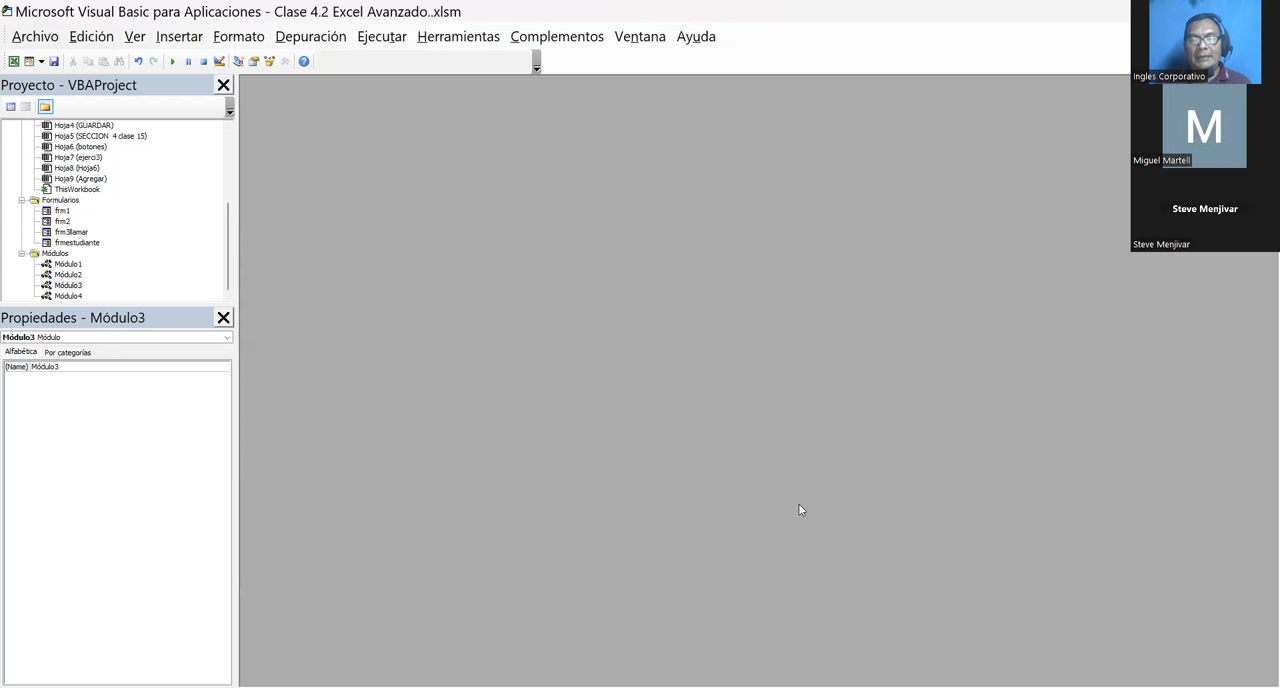 Microsoft Visual Basic para Aplicaciones - Clase 4.2 Excel Avanzado..xlsm
Archivo Edición Ver Insertar Formato Depuración Ejecutar Herramientas Complementos Ventana Ayuda
Proyecto - VBAProject
Hoja4 (GUARDAR)
Hoja5 (SECCION 4 clase 15)
Hoja6 (botones)
Hoja7 (ejerci3)
Hoja8 (Hoja6)
Hoja9 (Agregar)
ThisWorkbook
Formularios
frm1
frm2
frm3llamar
frmestudiante
Módulos
Módulo1
Módulo2
Módulo3
Módulo4
Propiedades - Módulo3
Módulo3 Módulo
Alfabética Por categorías
(Name) Módulo3
Ingles Corporativo
M
Miguel Martell
Steve Menjivar
Steve Menjivar